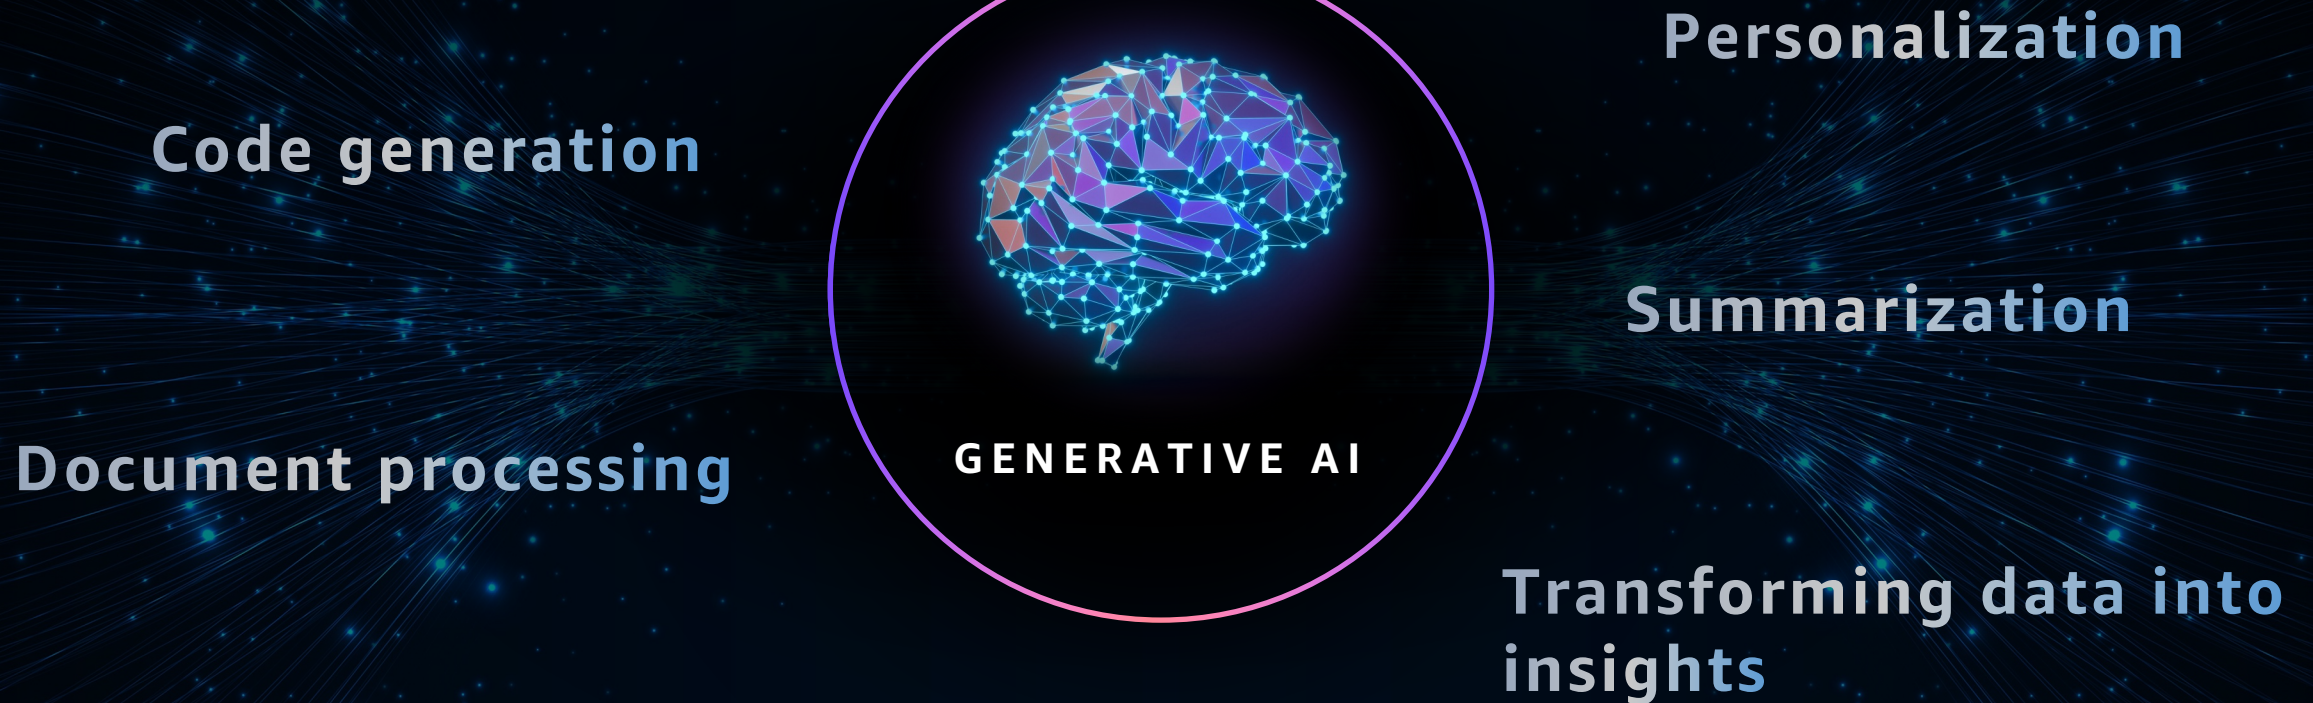 Code generation
Document processing
GENERATIVE AI
Personalization
Summarization
Transforming data into
insights